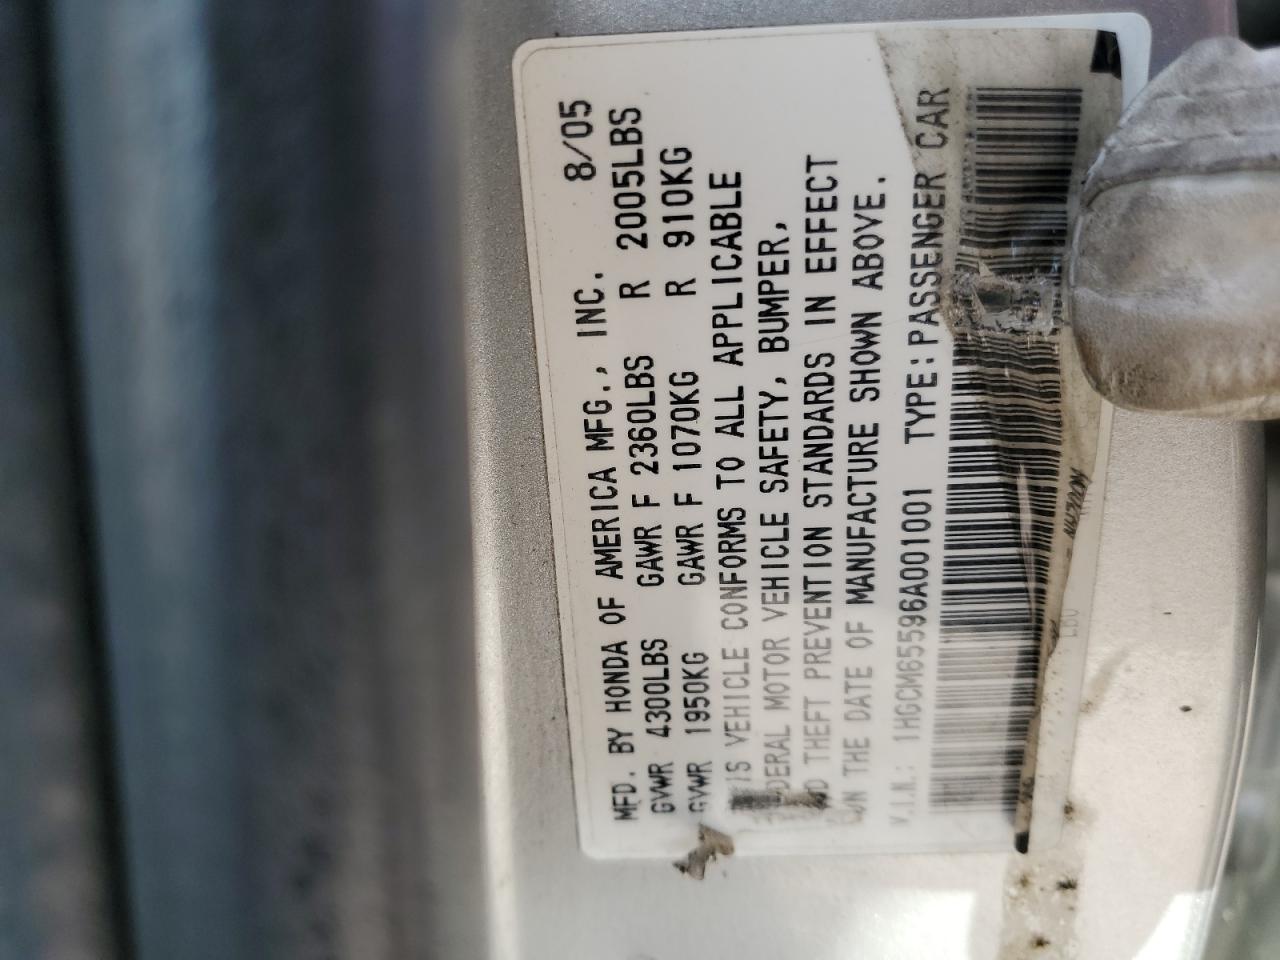 MFD. BY HONDA OF AMERICA MFG., INC. 8/05
GVWR 4300LBS GAWR F 2360LBS R 2005LBS
GVWR 1950KG GAWR F 1070KG R 910KG
IS VEHICLE CONFORMS TO ALL APPLICABLE
DERAL MOTOR VEHICLE SAFETY, BUMPER,
D THEFT PREVENTION STANDARDS IN EFFECT
ON THE DATE OF MANUFACTURE SHOWN ABOVE.
V.I.N.: 1HGCM65596A001001 TYPE:PASSENGER CAR